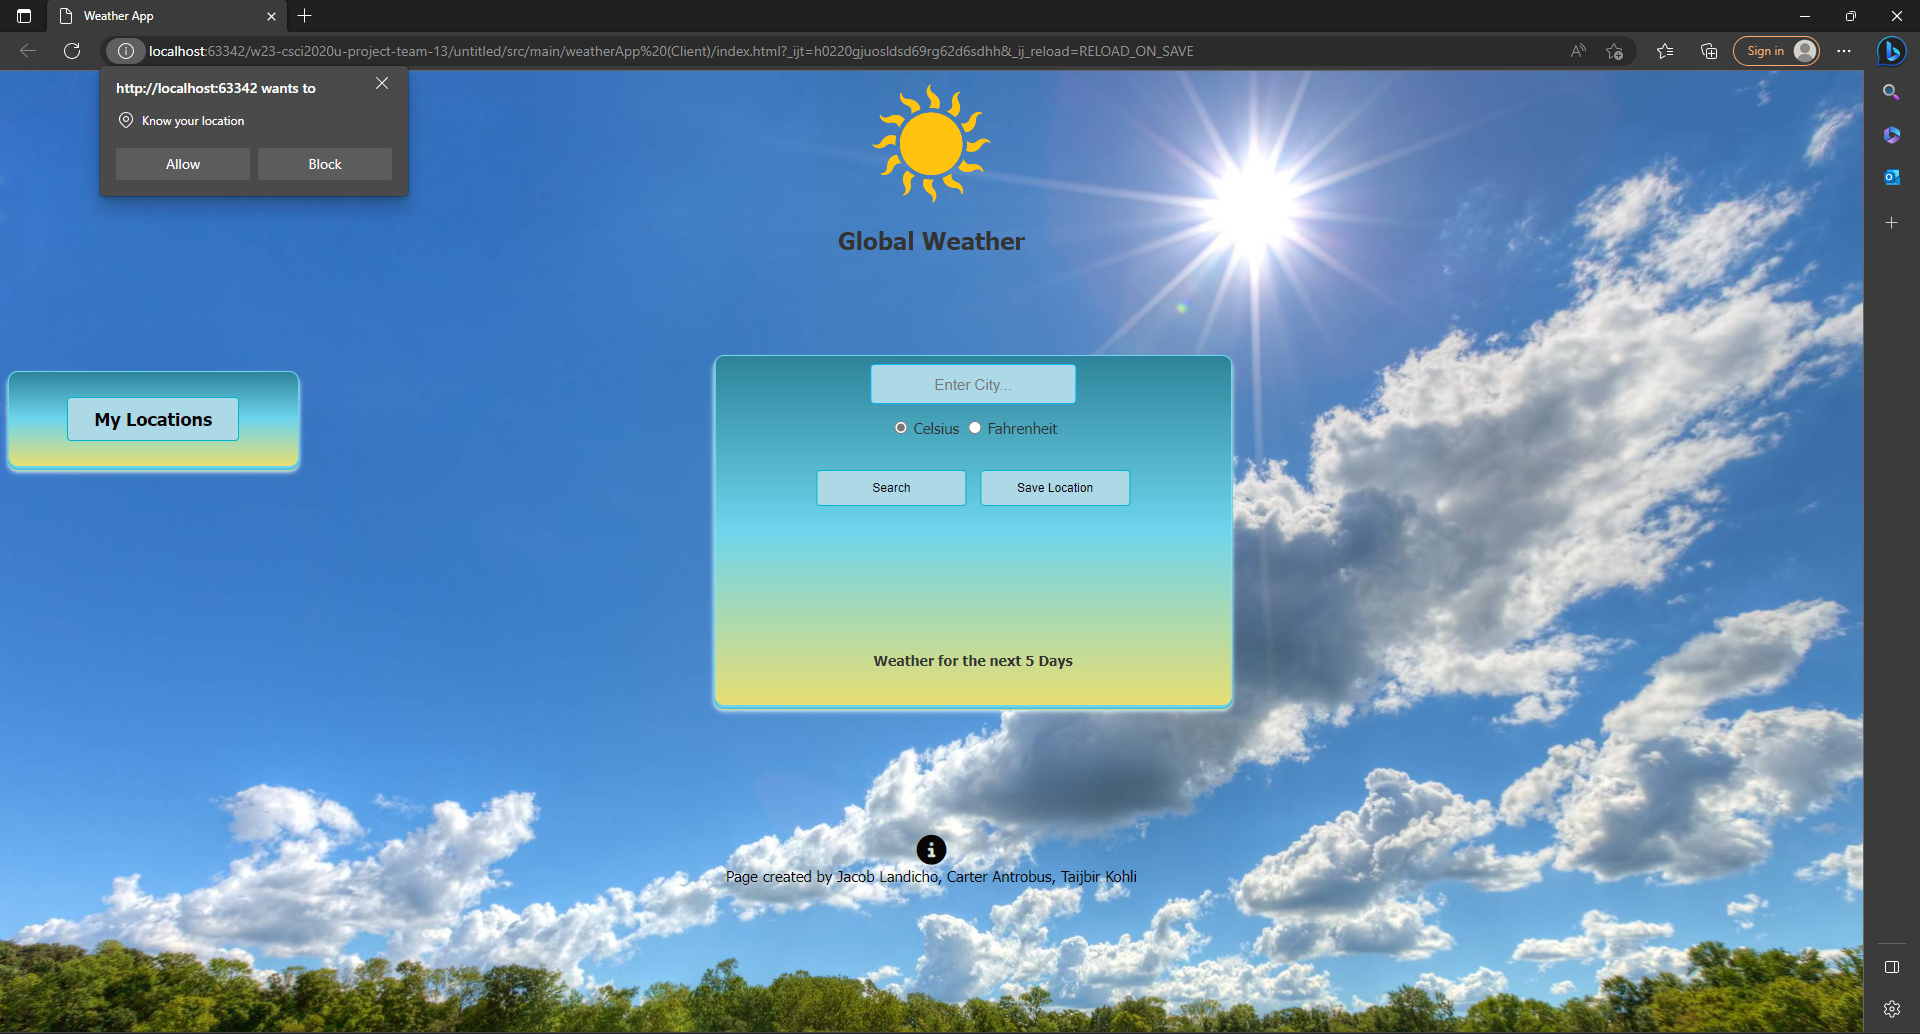 Weather App
localhost:63342/w23-csci2020u-project-team-13/untitled/src/main/weatherApp%20(Client)/index.html?_ijt=h0220gjuosldsd69rg62d6sdhh&_ij_reload=RELOAD_ON_SAVE
Sign in
http://localhost:63342 wants to
Know your location
Allow Block
Global Weather
My Locations
Enter City...
Celsius Fahrenheit
Search Save Location
Weather for the next 5 Days
Page created by Jacob Landicho, Carter Antrobus, Taijbir Kohli